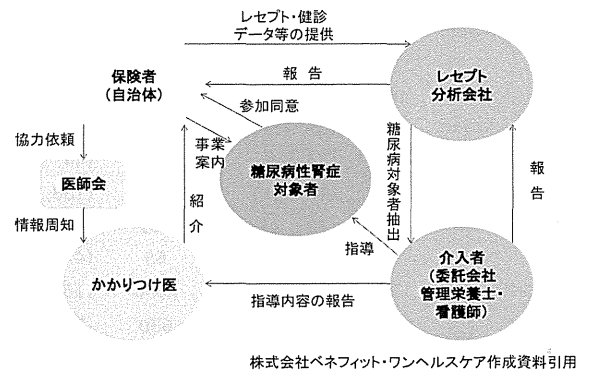 レセプト・健診
データ等の提供
報告
保険者
(自治体)
レセプト
分析会社
参加同意
協力依頼
事業
案内
糖尿病性腎症
対象者
糖尿病対象者抽出
医師会
紹介
報告
情報周知
指導
介入者
(委託会社
管理栄養士・
看護師)
かかりつけ医
指導内容の報告
株式会社ベネフィット・ワンヘルスケア作成資料引用